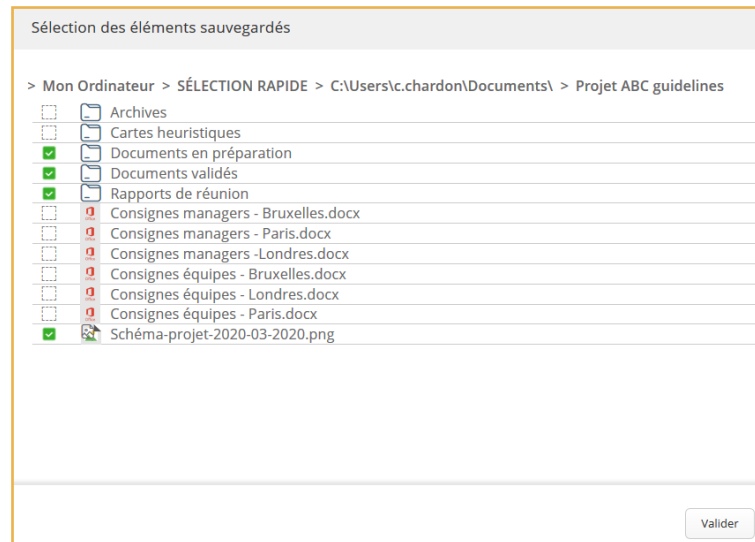 Sélection des éléments sauvegardés
> Mon Ordinateur > SÉLECTION RAPIDE > C:\Users\c.chardon\Documents\ > Projet ABC guidelines
Archives
Cartes heuristiques
Documents en préparation
Documents validés
Rapports de réunion
Consignes managers - Bruxelles.docx
Consignes managers - Paris.docx
Consignes managers -Londres.docx
Consignes équipes - Bruxelles.docx
Consignes équipes - Londres.docx
Consignes équipes - Paris.docx
Schéma-projet-2020-03-2020.png
Valider